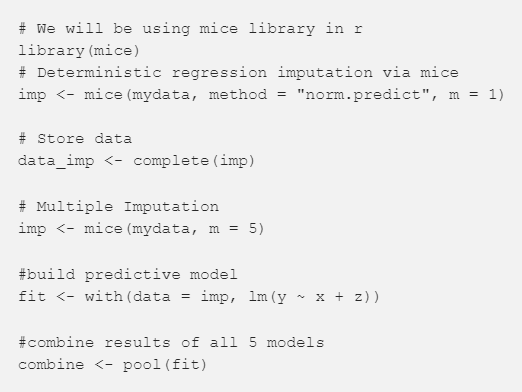 # We will be using mice library in r
library(mice)
# Deterministic regression imputation via mice
imp <- mice(mydata, method = "norm.predict", m = 1)
# Store data
data_imp <- complete(imp)
# Multiple Imputation
imp <- mice(mydata, m = 5)
#build predictive model
fit <- with(data = imp, lm(y ~ x + z))
#combine results of all 5 models
combine <- pool(fit)